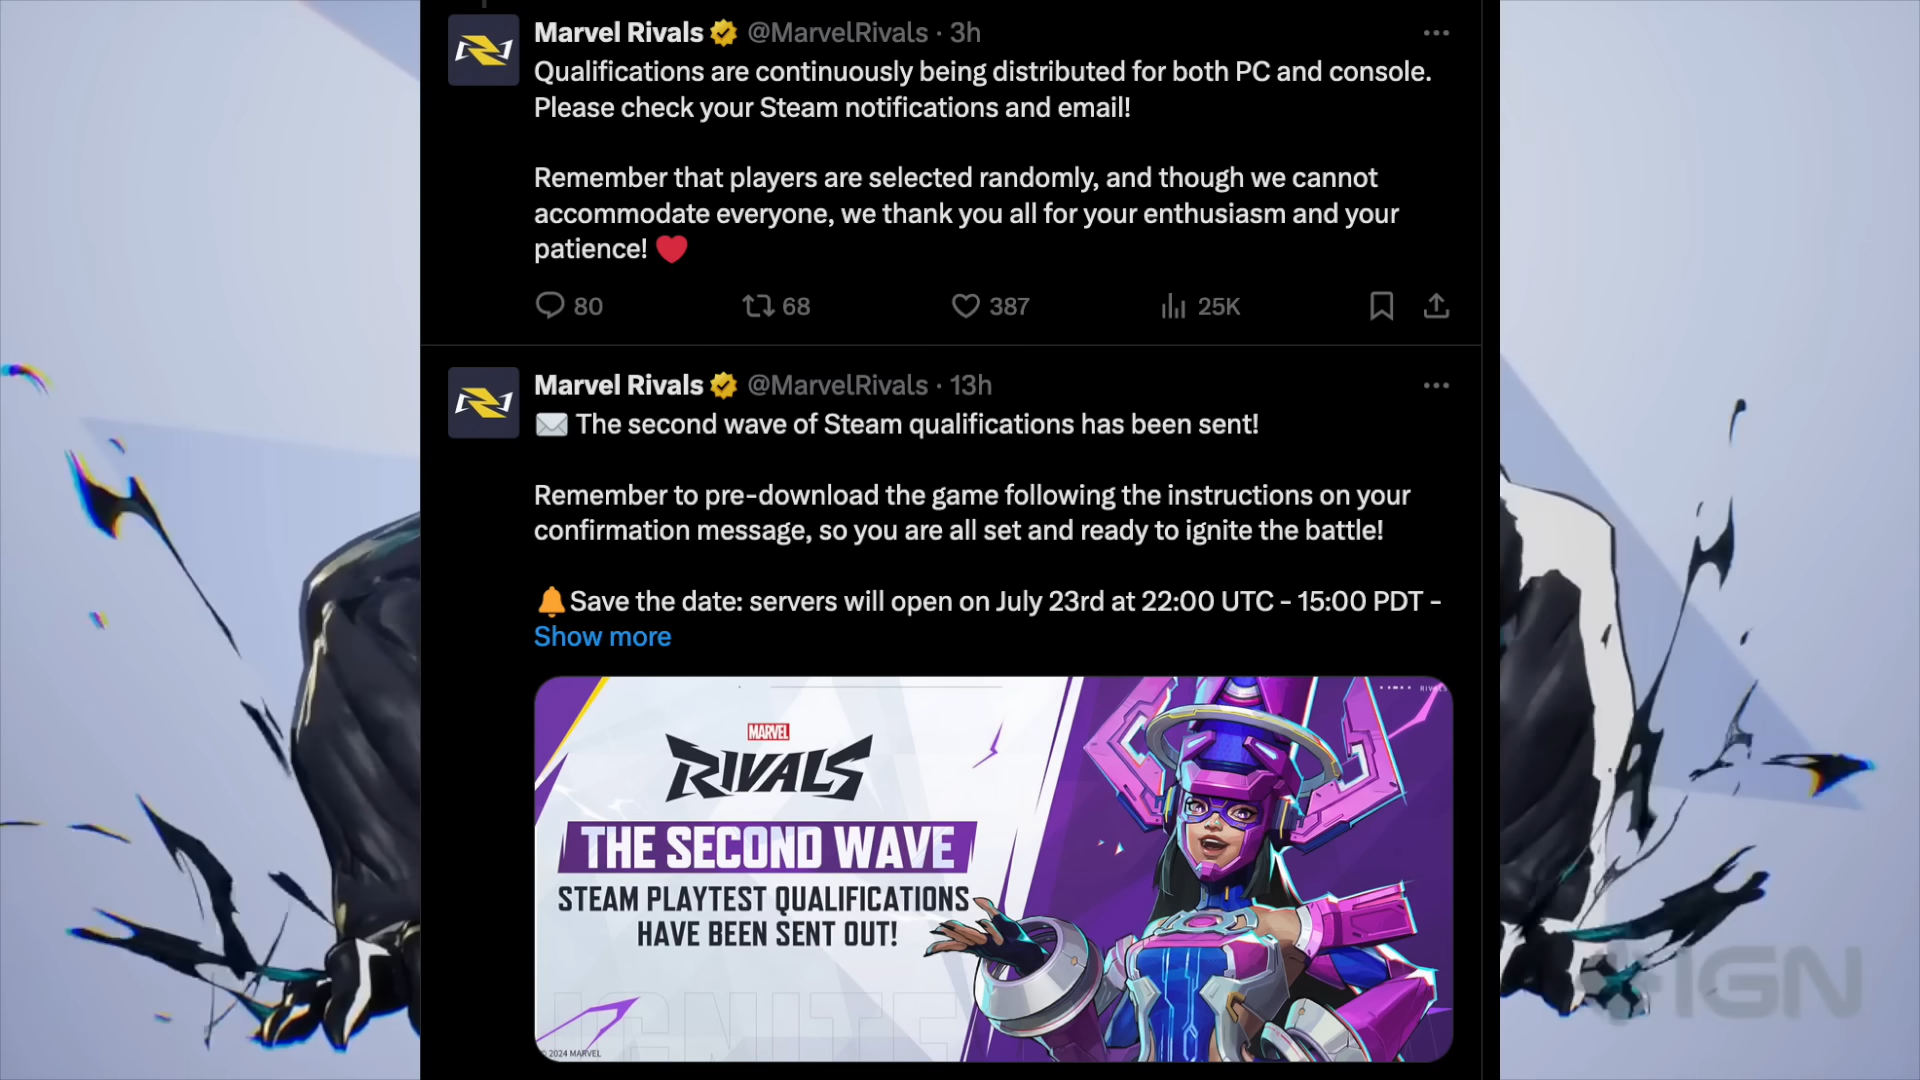 Marvel Rivals @MarvelRivals · 3h
Qualifications are continuously being distributed for both PC and console.
Please check your Steam notifications and email!
Remember that players are selected randomly, and though we cannot
accommodate everyone, we thank you all for your enthusiasm and your
patience! ❤️
80 68 387 25K
Marvel Rivals @MarvelRivals · 13h
✉️ The second wave of Steam qualifications has been sent!
Remember to pre-download the game following the instructions on your
confirmation message, so you are all set and ready to ignite the battle!
🔔Save the date: servers will open on July 23rd at 22:00 UTC - 15:00 PDT -
Show more
RIVALS
MARVEL
RIVALS
THE SECOND WAVE
STEAM PLAYTEST QUALIFICATIONS
HAVE BEEN SENT OUT!
IGNITE
© 2024 MARVEL
IGN